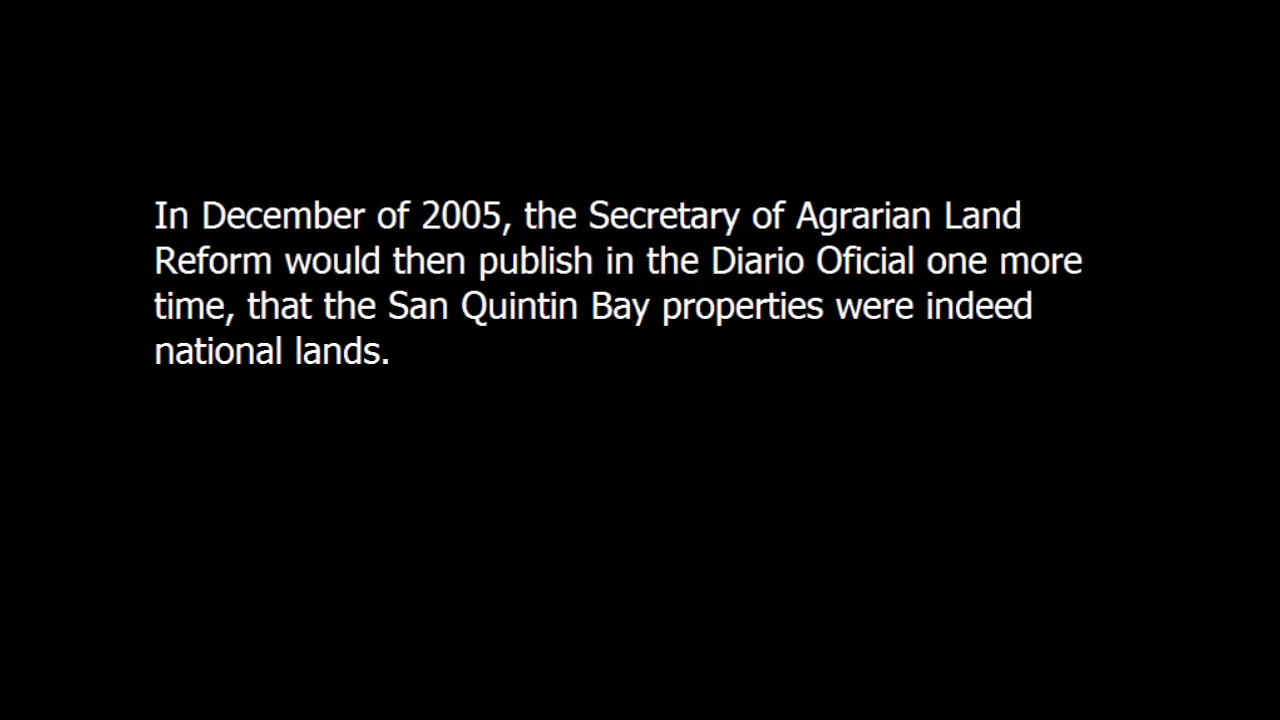 In December of 2005, the Secretary of Agrarian Land
Reform would then publish in the Diario Oficial one more
time, that the San Quintin Bay properties were indeed
national lands.